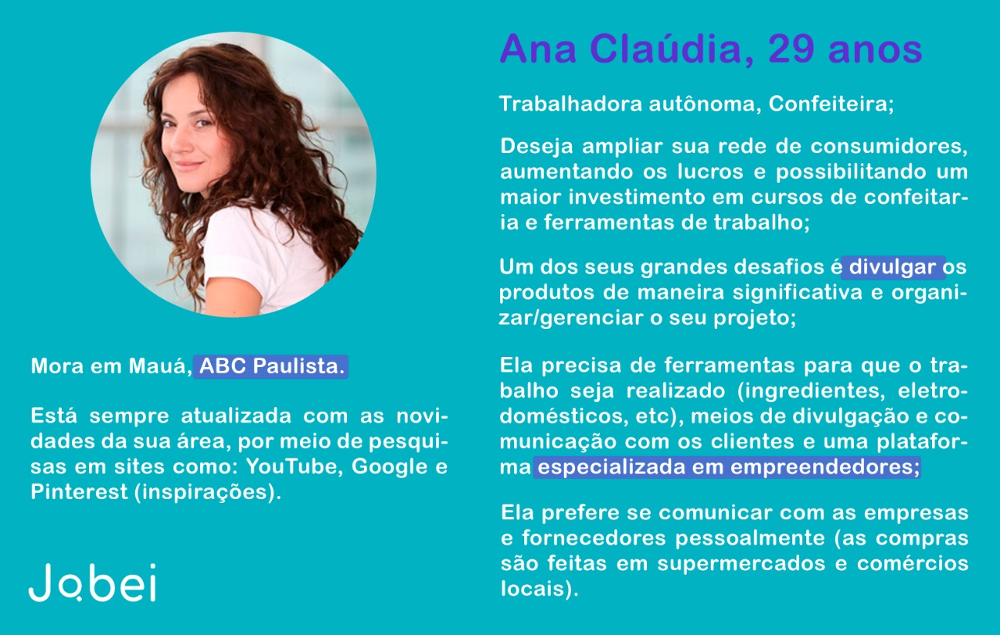 Ana Claúdia, 29 anos
Trabalhadora autônoma, Confeiteira;
Deseja ampliar sua rede de consumidores,
aumentando os lucros e possibilitando um
maior investimento em cursos de confeitar-
ia e ferramentas de trabalho;
Um dos seus grandes desafios é divulgar os
produtos de maneira significativa e organi-
zar/gerenciar o seu projeto;
Ela precisa de ferramentas para que o tra-
balho seja realizado (ingredientes, eletro-
domésticos, etc), meios de divulgação e co-
municação com os clientes e uma platafor-
ma especializada em empreendedores;
Ela prefere se comunicar com as empresas
e fornecedores pessoalmente (as compras
são feitas em supermercados e comércios
locais).
Mora em Mauá, ABC Paulista.
Está sempre atualizada com as novi-
dades da sua área, por meio de pesqui-
sas em sites como: YouTube, Google e
Pinterest (inspirações).
Jobei